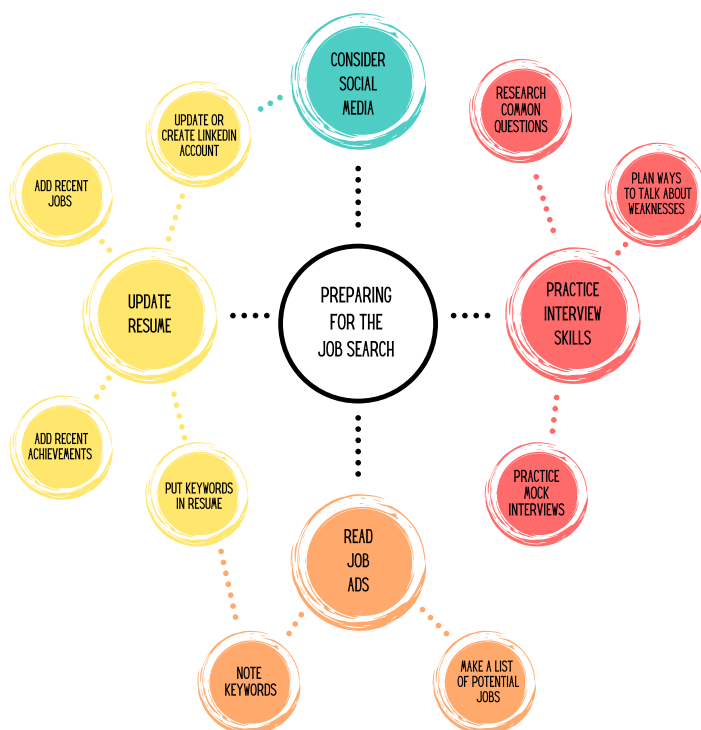 CONSIDER
SOCIAL
MEDIA
RESEARCH
COMMON
QUESTIONS
UPDATE OR
CREATE LINKEDIN
ACCOUNT
ADD RECENT
JOBS
PLAN WAYS
TO TALK ABOUT
WEAKNESSES
UPDATE
RESUME
PREPARING
FOR THE
JOB SEARCH
PRACTICE
INTERVIEW
SKILLS
ADD RECENT
ACHIEVEMENTS
PUT KEYWORDS
IN RESUME
PRACTICE
MOCK
INTERVIEWS
READ
JOB
ADS
NOTE
KEYWORDS
MAKE A LIST
OF POTENTIAL
JOBS